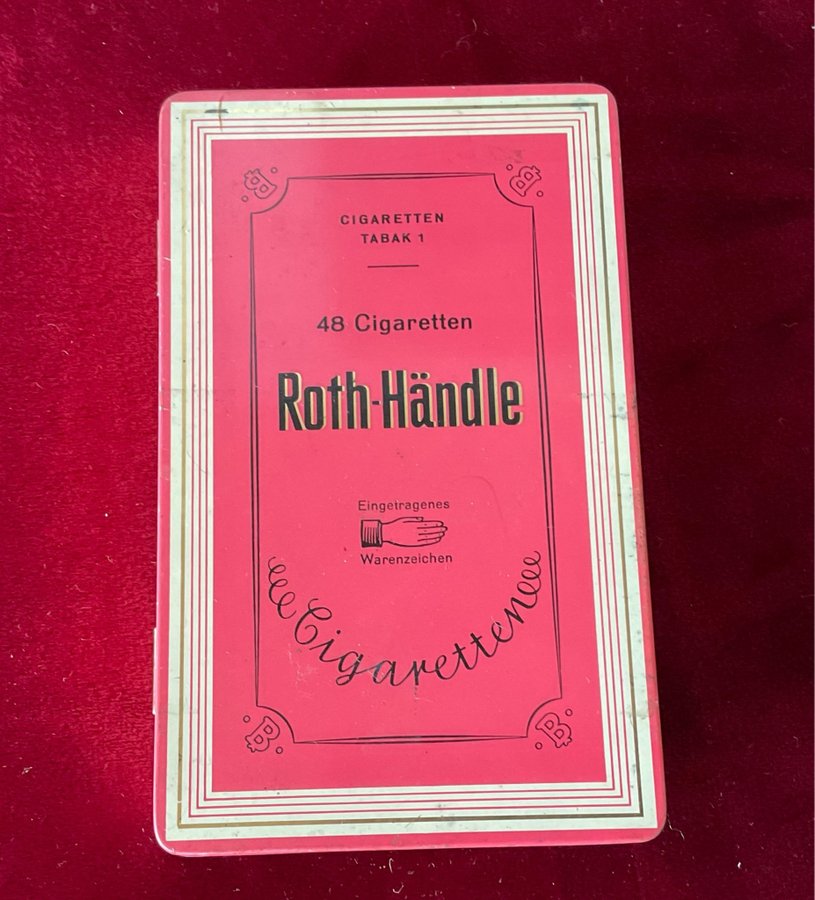 B B
CIGARETTEN
TABAK 1
48 Cigaretten
Roth-Händle
Eingetragenes
Warenzeichen
Cigaretten
B B